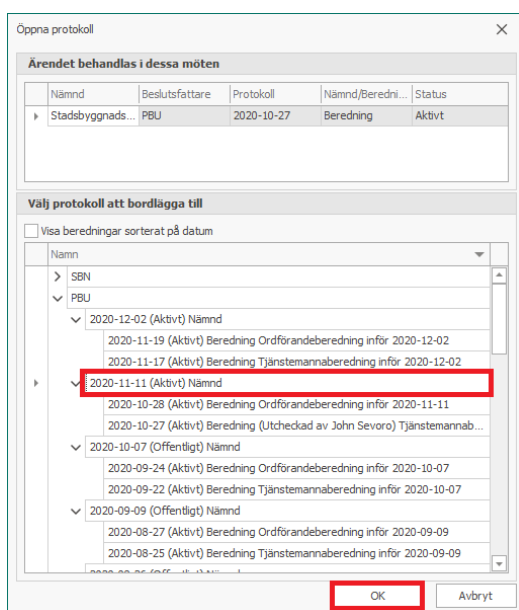 Öppna protokoll
Ärendet behandlas i dessa möten
Nämnd Beslutsfattare Protokoll Nämnd/Beredni... Status
Stadsbyggnads... PBU 2020-10-27 Beredning Aktivt
Välj protokoll att bordlägga till
Visa beredningar sorterat på datum
Namn
SBN
PBU
2020-12-02 (Aktivt) Nämnd
2020-11-19 (Aktivt) Beredning Ordförandeberedning inför 2020-12-02
2020-11-17 (Aktivt) Beredning Tjänstemannaberedning inför 2020-12-02
2020-11-11 (Aktivt) Nämnd
2020-10-28 (Aktivt) Beredning Ordförandeberedning inför 2020-11-11
2020-10-27 (Aktivt) Beredning (Utcheckad av John Sevoro) Tjänstemannab...
2020-10-07 (Offentligt) Nämnd
2020-09-24 (Aktivt) Beredning Ordförandeberedning inför 2020-10-07
2020-09-22 (Aktivt) Beredning Tjänstemannaberedning inför 2020-10-07
2020-09-09 (Offentligt) Nämnd
2020-08-27 (Aktivt) Beredning Ordförandeberedning inför 2020-09-09
2020-08-25 (Aktivt) Beredning Tjänstemannaberedning inför 2020-09-09
OK Avbryt